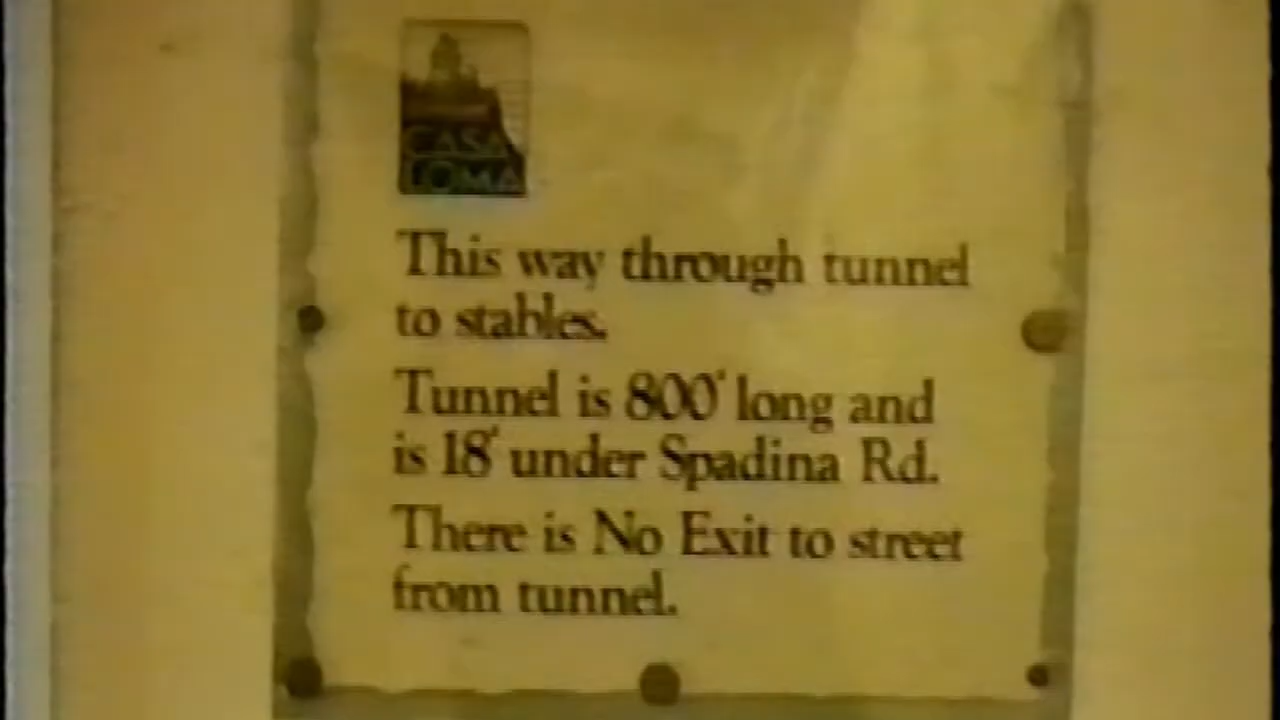 CASA
LOMA
This way through tunnel
to stables.
Tunnel is 800' long and
is 18' under Spadina Rd.
There is No Exit to street
from tunnel.